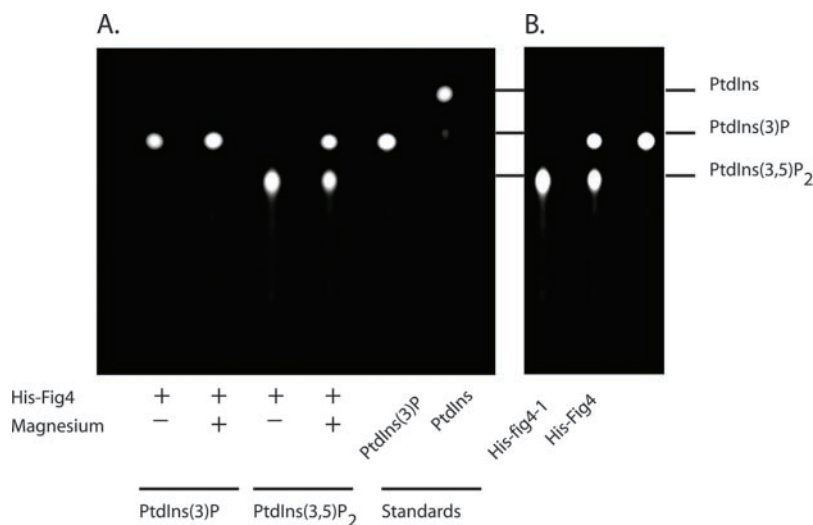 A.
B.
PtdIns
PtdIns(3)P
PtdIns(3,5)P2
His-Fig4 + + + +
Magnesium − + − +
PtdIns(3)P
PtdIns
His-fig4-1
His-Fig4
PtdIns(3)P PtdIns(3,5)P2 Standards